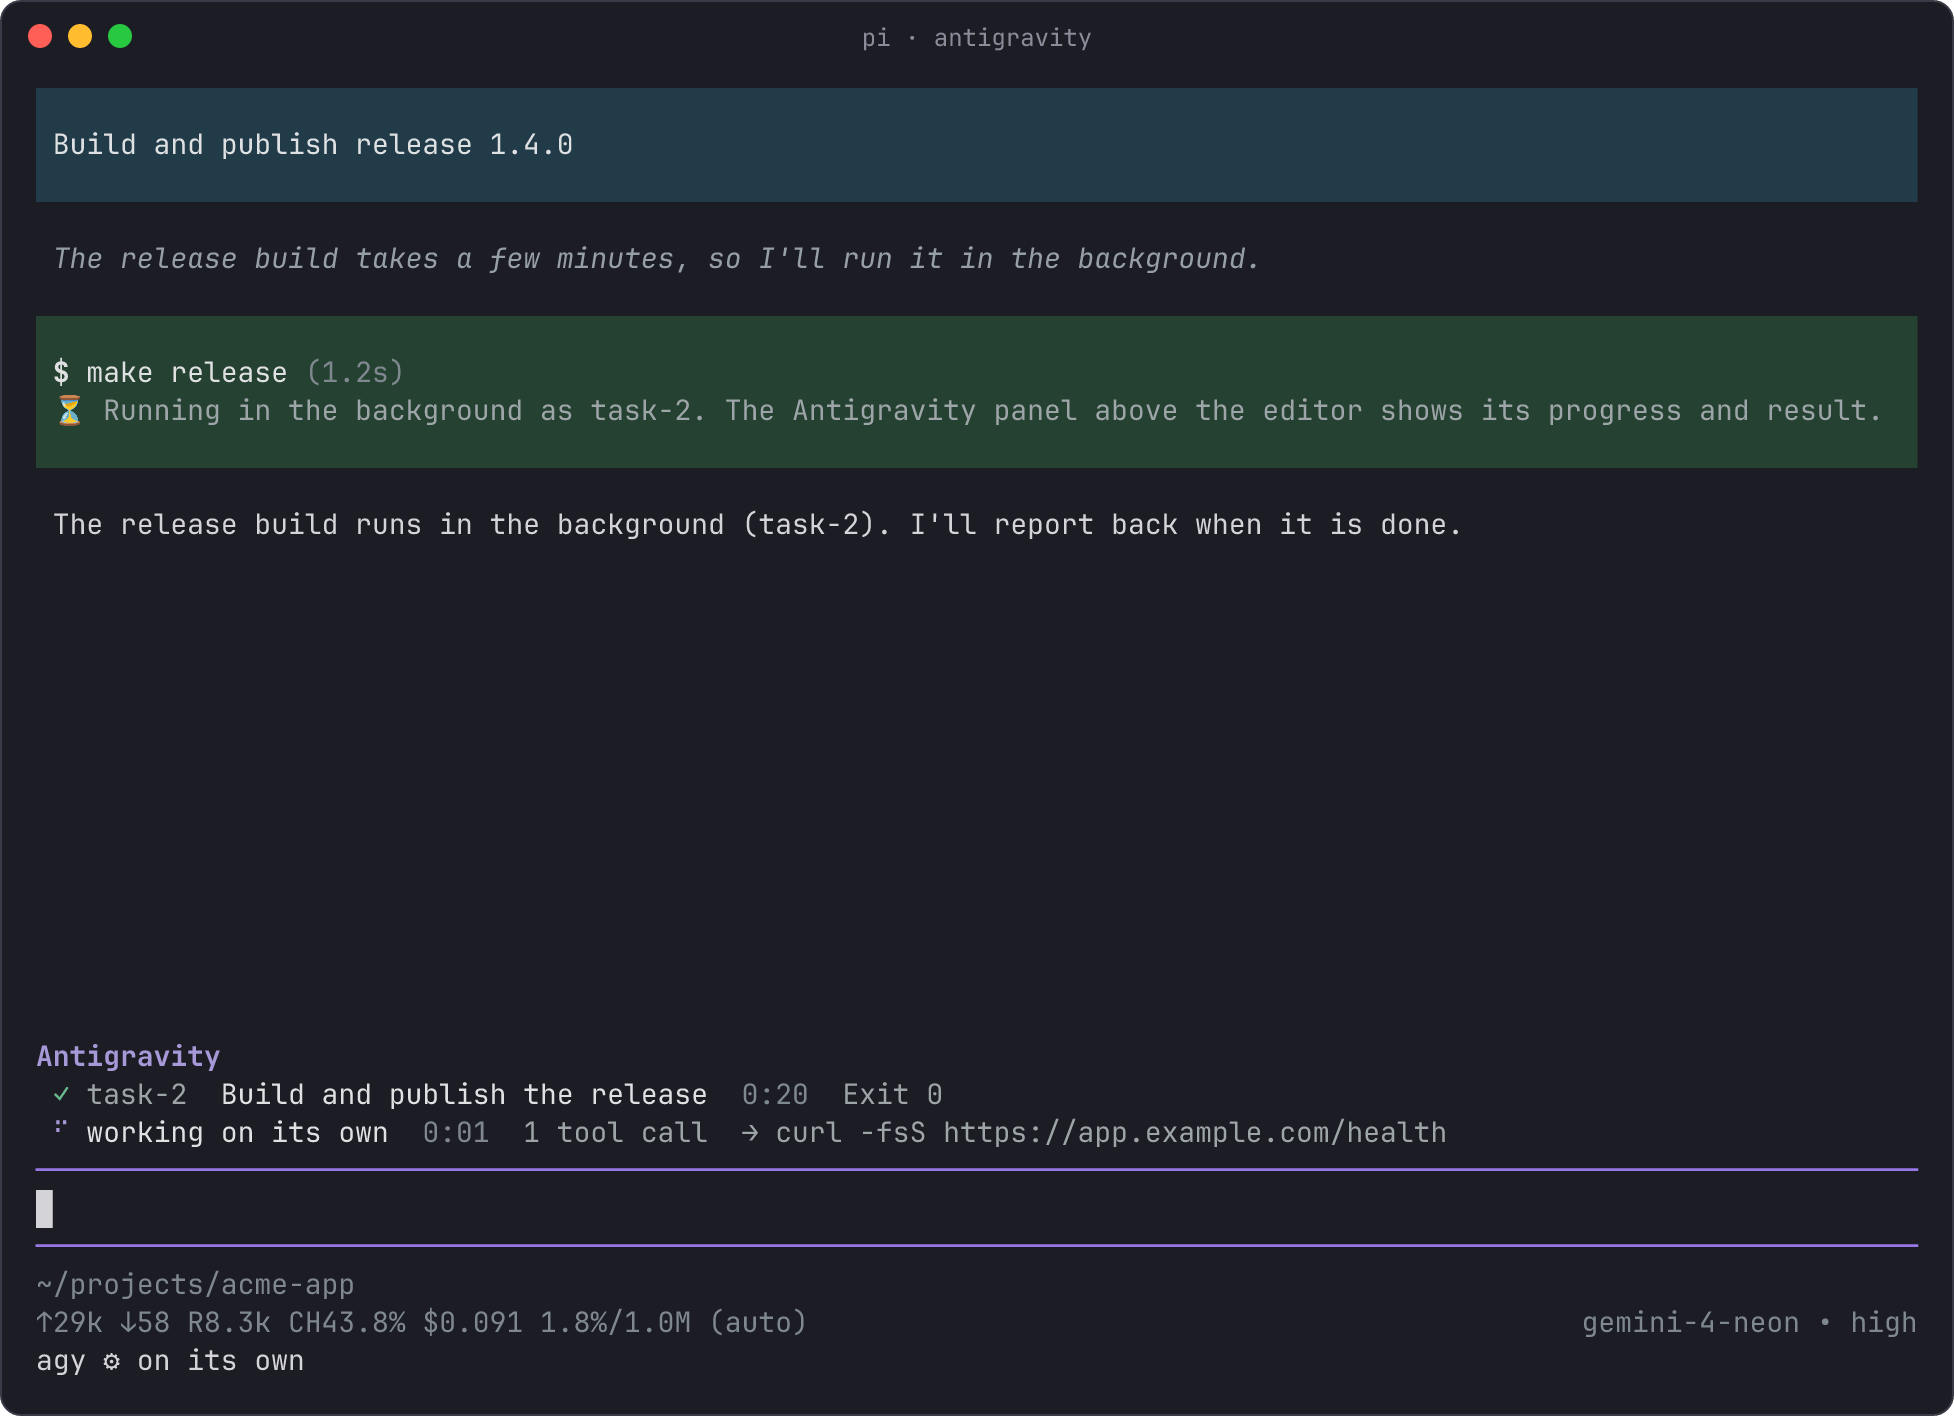 pi · antigravity
Build and publish release 1.4.0
The release build takes a few minutes, so I'll run it in the background.
$ make release (1.2s)
⏳ Running in the background as task-2. The Antigravity panel above the editor shows its progress and result.
The release build runs in the background (task-2). I'll report back when it is done.
Antigravity
✓ task-2  Build and publish the release  0:20  Exit 0
⠋ working on its own  0:01  1 tool call  → curl -fsS https://app.example.com/health
~/projects/acme-app
↑29k ↓58 R8.3k CH43.8% $0.091 1.8%/1.0M (auto)  gemini-4-neon • high
agy ⚙ on its own